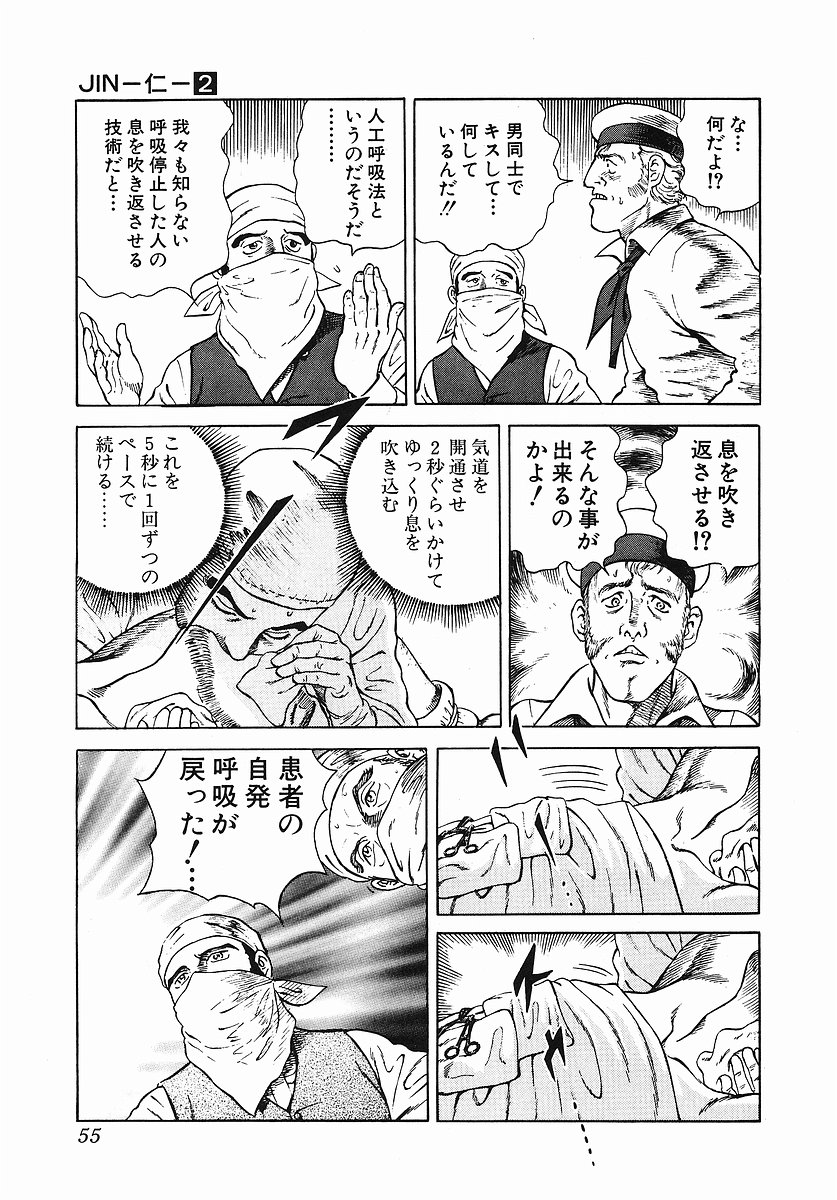 JIN－仁－2
な…
何だよ!?
男同士で
キスして…
何して
いるんだ!!
人工呼吸法と
いうのだそうだ
………
我々も知らない
呼吸停止した人の
息を吹き返させる
技術だと…
息を吹き
返させる!?
そんな事が
出来るの
かよ！
気道を
開通させ
2秒ぐらいかけて
ゆっくり息を
吹き込む
これを
5秒に1回ずつの
ペースで
続ける……
患者の
自発
呼吸が
戻った！…
55